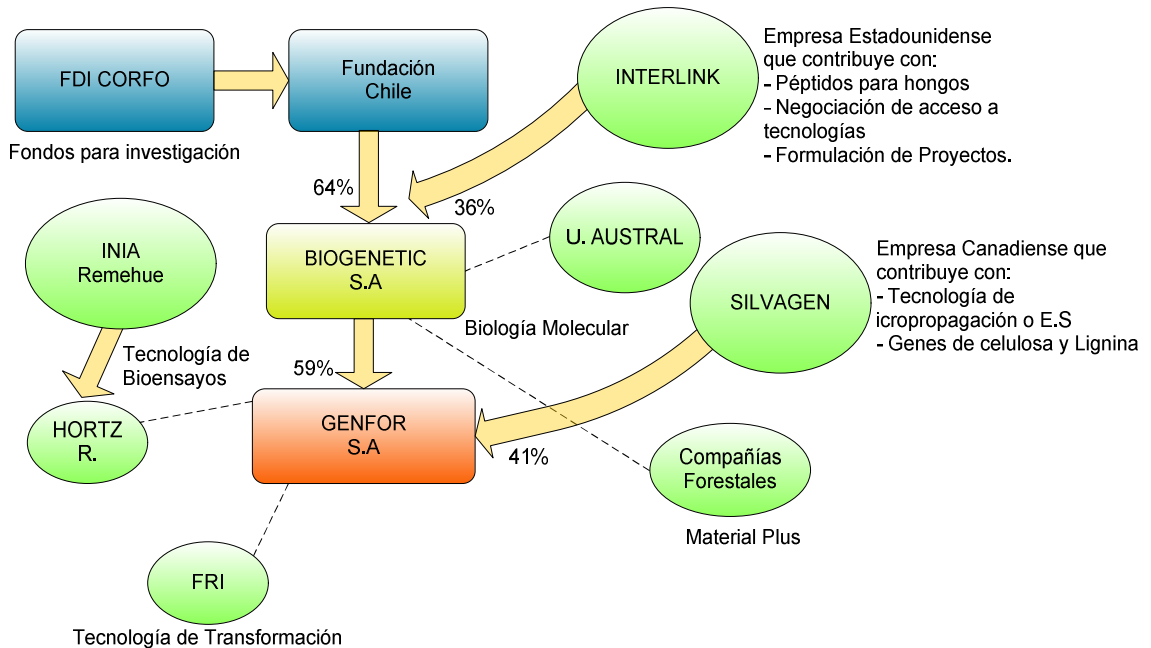 FDI CORFO
Fundación
Chile
INTERLINK
Empresa Estadounidense
que contribuye con:
- Péptidos para hongos
- Negociación de acceso a
tecnologías
- Formulación de Proyectos.
Fondos para investigación
64%
36%
INIA
Remehue
BIOGENETIC
S.A
U. AUSTRAL
Empresa Canadiense que
contribuye con:
- Tecnología de
icropropagación o E.S
- Genes de celulosa y Lignina
SILVAGEN
Biología Molecular
Tecnología de
Bioensayos
59%
HORTZ
R.
GENFOR
S.A
41%
Compañías
Forestales
Material Plus
FRI
Tecnología de Transformación